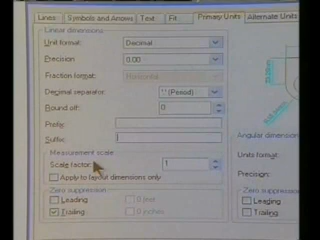 Lines Symbols and Arrows Text Fit Primary Units Alternate Units
Linear dimensions
Unit format: Decimal
Precision 0.00
Fraction format: Horizontal
Decimal separator: '.' (Period)
Round off: 0
Prefix:
Suffix:
Measurement scale
Scale factor: 1
Apply to layout dimensions only
Zero suppression
Leading 0 feet
Trailing 0 inches
Angular dimension
Units format:
Precision:
Zero suppression
Leading
Trailing